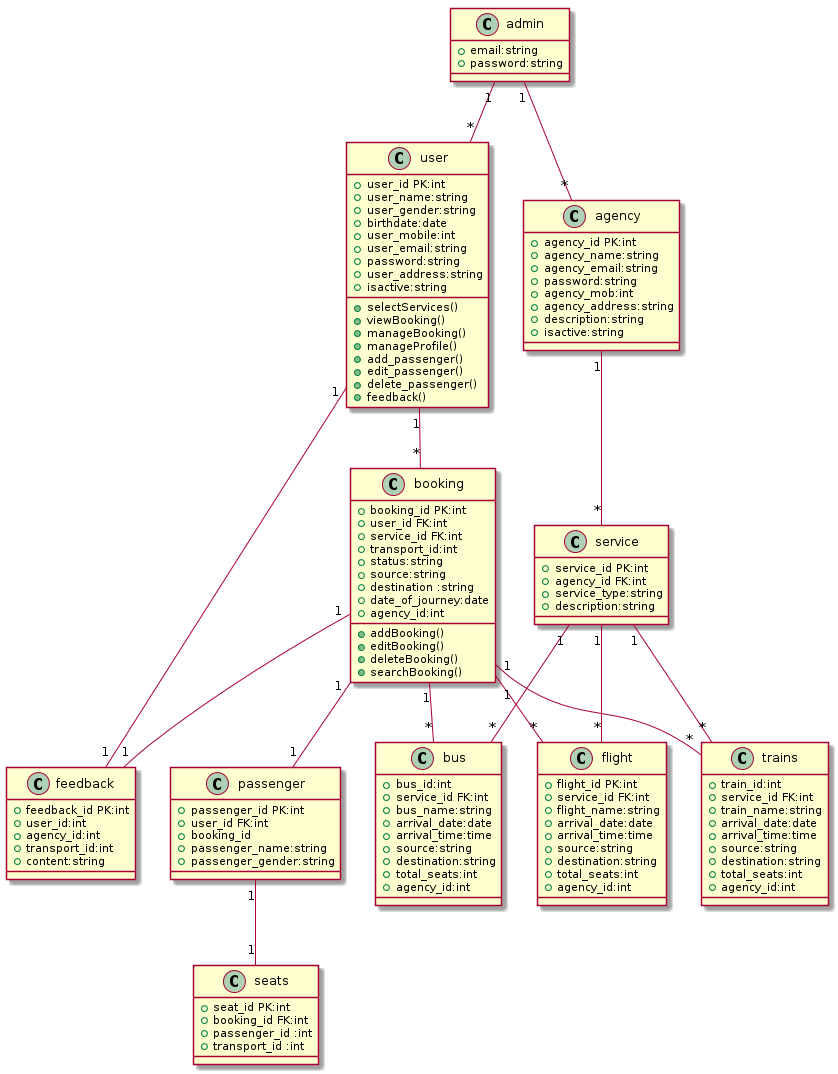 C admin
email:string
password:string
1
1
*
*
C user
user_id PK:int
user_name:string
user_gender:string
birthdate:date
user_mobile:int
user_email:string
password:string
user_address:string
isactive:string
selectServices()
viewBooking()
manageBooking()
manageProfile()
add_passenger()
edit_passenger()
delete_passenger()
feedback()
C agency
agency_id PK:int
agency_name:string
agency_email:string
password:string
agency_mob:int
agency_address:string
description:string
isactive:string
1
1
1
*
*
C booking
booking_id PK:int
user_id FK:int
service_id FK:int
transport_id:int
status:string
source:string
destination :string
date_of_journey:date
agency_id:int
addBooking()
editBooking()
deleteBooking()
searchBooking()
C service
service_id PK:int
agency_id FK:int
service_type:string
description:string
1
1
1
1
1
1
1
1
1
1
1
*
*
*
*
*
*
C feedback
feedback_id PK:int
user_id:int
agency_id:int
transport_id:int
content:string
C passenger
passenger_id PK:int
user_id FK:int
booking_id
passenger_name:string
passenger_gender:string
C bus
bus_id:int
service_id FK:int
bus_name:string
arrival_date:date
arrival_time:time
source:string
destination:string
total_seats:int
agency_id:int
C flight
flight_id PK:int
service_id FK:int
flight_name:string
arrival_date:date
arrival_time:time
source:string
destination:string
total_seats:int
agency_id:int
C trains
train_id:int
service_id FK:int
train_name:string
arrival_date:date
arrival_time:time
source:string
destination:string
total_seats:int
agency_id:int
1
1
C seats
seat_id PK:int
booking_id FK:int
passenger_id :int
transport_id :int